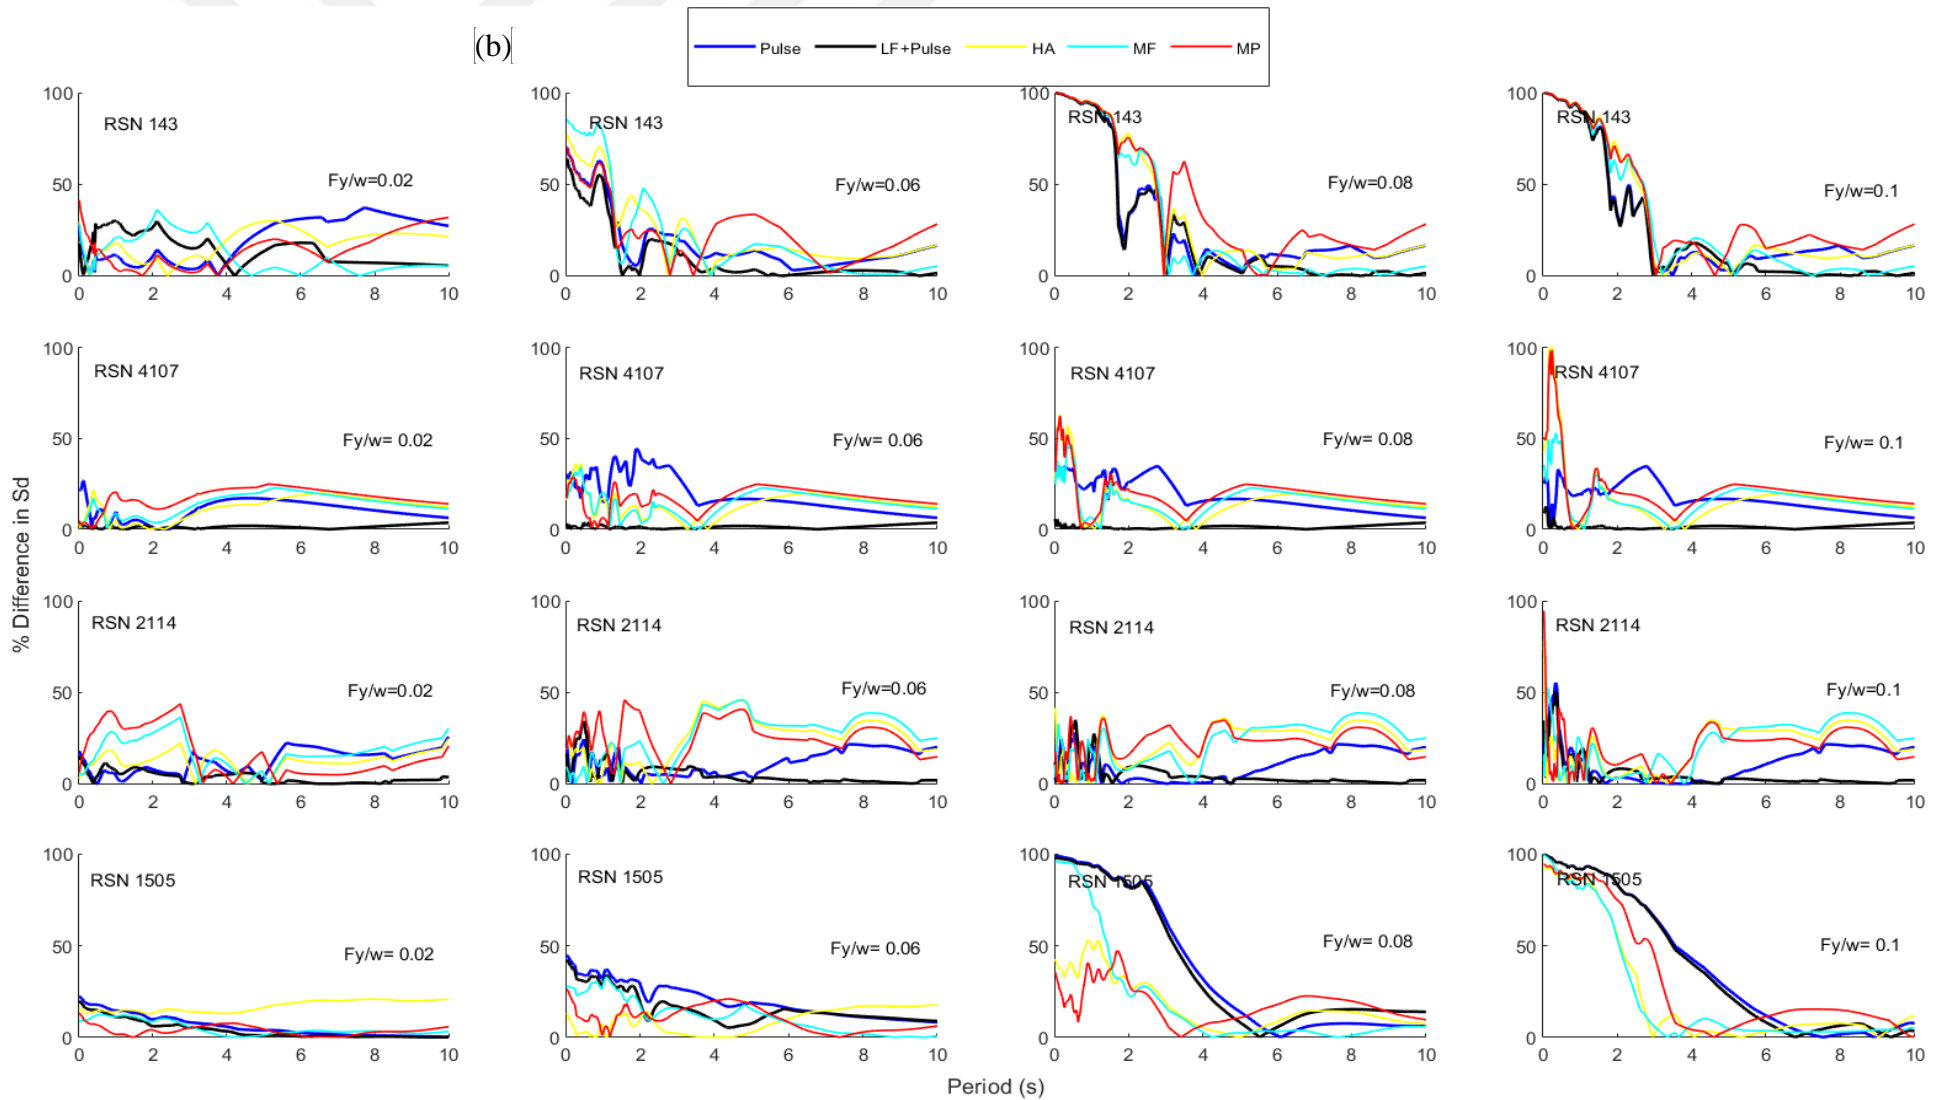 (b)
Pulse LF+Pulse HA MF MP
% Difference in Sd
100 50 0
RSN 143
Fy/w=0.02
0 2 4 6 8 10
100 50 0
RSN 143
Fy/w=0.06
0 2 4 6 8 10
100 50 0
RSN 143
Fy/w=0.08
0 2 4 6 8 10
100 50 0
RSN 143
Fy/w=0.1
0 2 4 6 8 10
100 50 0
RSN 4107
Fy/w= 0.02
0 2 4 6 8 10
100 50 0
RSN 4107
Fy/w= 0.06
0 2 4 6 8 10
100 50 0
RSN 4107
Fy/w= 0.08
0 2 4 6 8 10
100 50 0
RSN 4107
Fy/w= 0.1
0 2 4 6 8 10
100 50 0
RSN 2114
Fy/w=0.02
0 2 4 6 8 10
100 50 0
RSN 2114
Fy/w=0.06
0 2 4 6 8 10
100 50 0
RSN 2114
Fy/w=0.08
0 2 4 6 8 10
100 50 0
RSN 2114
Fy/w=0.1
0 2 4 6 8 10
100 50 0
RSN 1505
Fy/w= 0.02
0 2 4 6 8 10
100 50 0
RSN 1505
Fy/w= 0.06
0 2 4 6 8 10
100 50 0
RSN 1505
Fy/w= 0.08
0 2 4 6 8 10
100 50 0
RSN 1505
Fy/w= 0.1
0 2 4 6 8 10
Period (s)